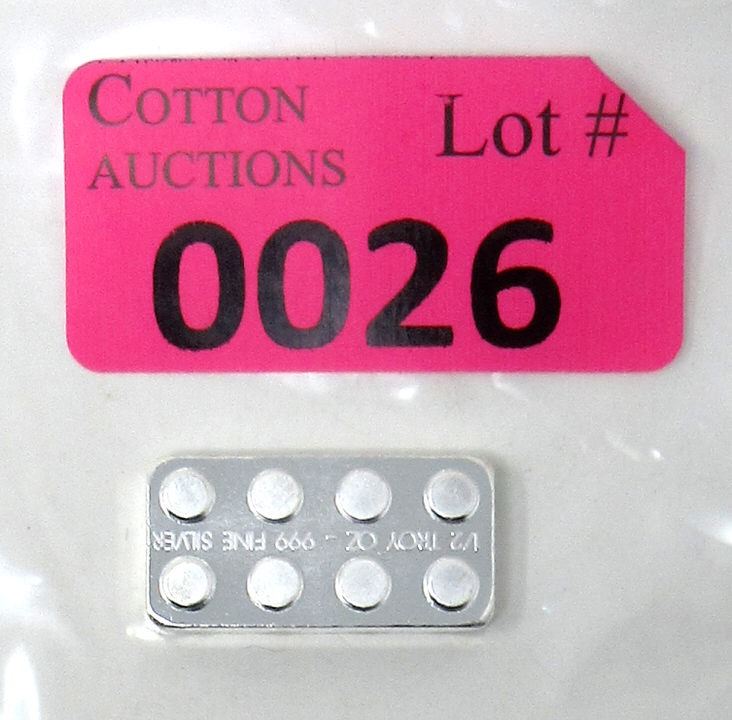 COTTON
AUCTIONS
Lot #
0026
1/2 TROY OZ - 999 FINE SILVER